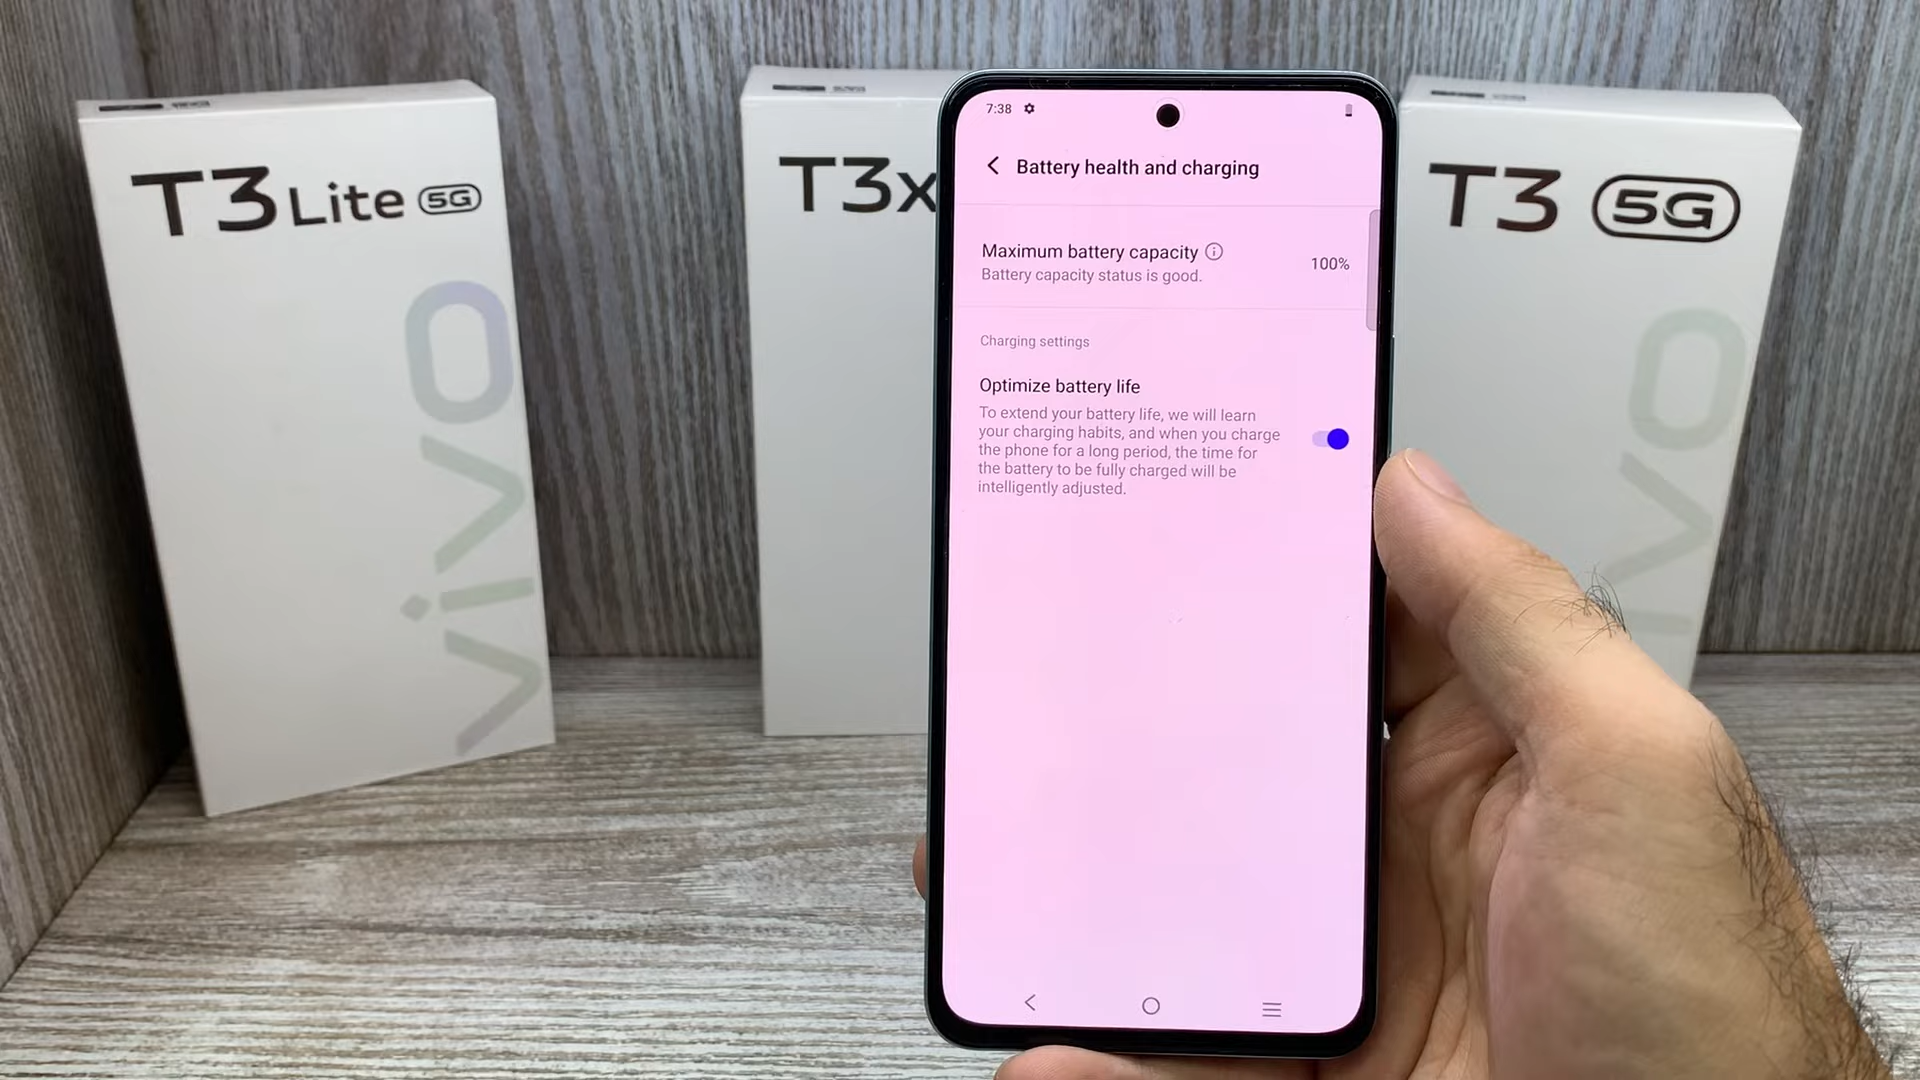 T3 Lite 5G
vivo
T3x
T3 5G
vivo
7:38
Battery health and charging
Maximum battery capacity
100%
Battery capacity status is good.
Charging settings
Optimize battery life
To extend your battery life, we will learn
your charging habits, and when you charge
the phone for a long period, the time for
the battery to be fully charged will be
intelligently adjusted.